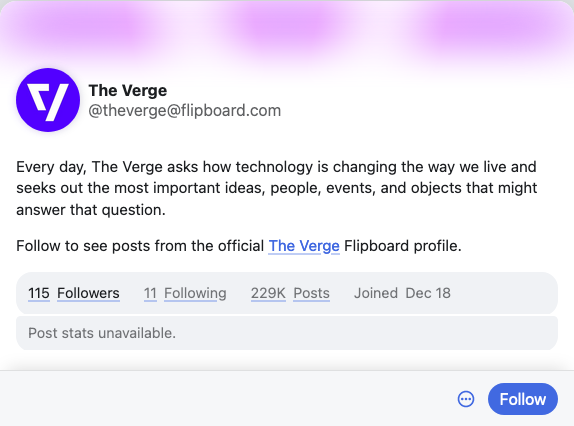 The Verge
@theverge@flipboard.com
Every day, The Verge asks how technology is changing the way we live and
seeks out the most important ideas, people, events, and objects that might
answer that question.
Follow to see posts from the official The Verge Flipboard profile.
115 Followers 11 Following 229K Posts Joined Dec 18
Post stats unavailable.
Follow